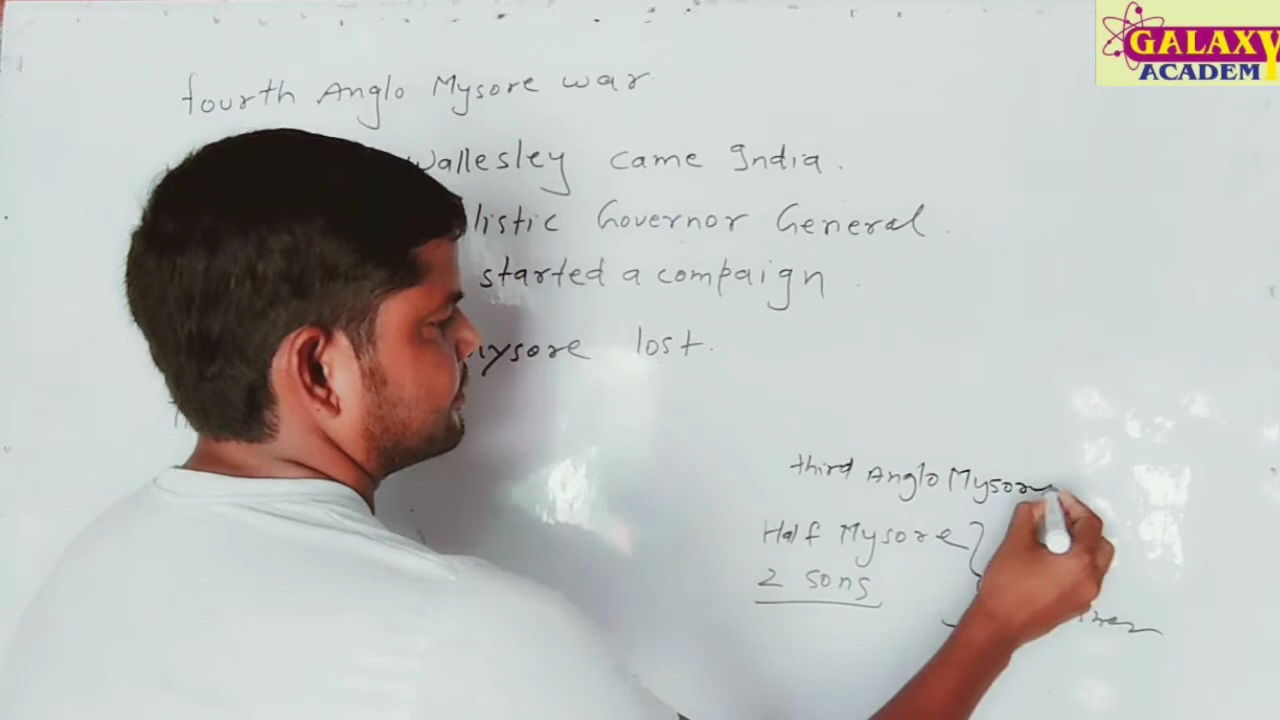 GALAXY
ACADEM
fourth Anglo Mysore war
Wallesley came India.
listic Governor General.
started a compaign.
Mysore lost.
third Anglo Mysore
Half Mysore }
2 sons